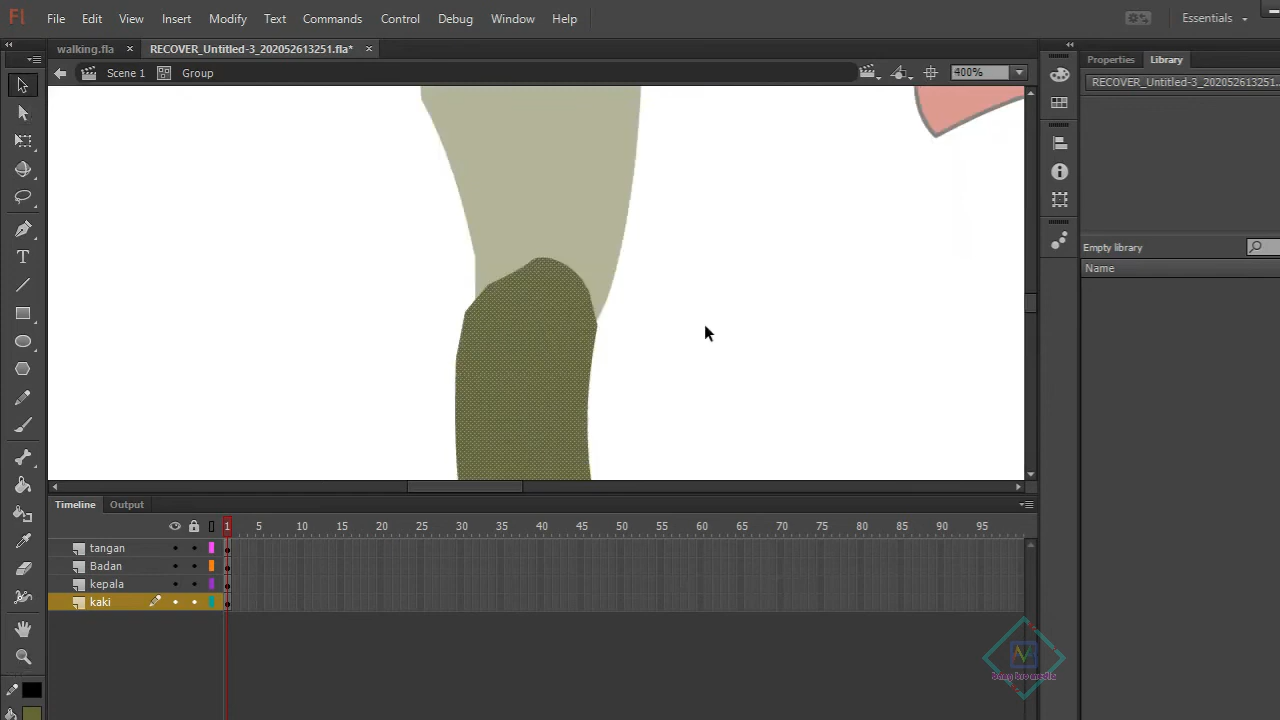 Fl File Edit View Insert Modify Text Commands Control Debug Window Help Essentials
walking.fla × RECOVER_Untitled-3_202052613251.fla* ×
Scene 1 Group 400%
Properties Library
RECOVER_Untitled-3_202052613251.
Empty library
Name
Timeline Output
1 5 10 15 20 25 30 35 40 45 50 55 60 65 70 75 80 85 90 95
tangan
Badan
kepala
kaki